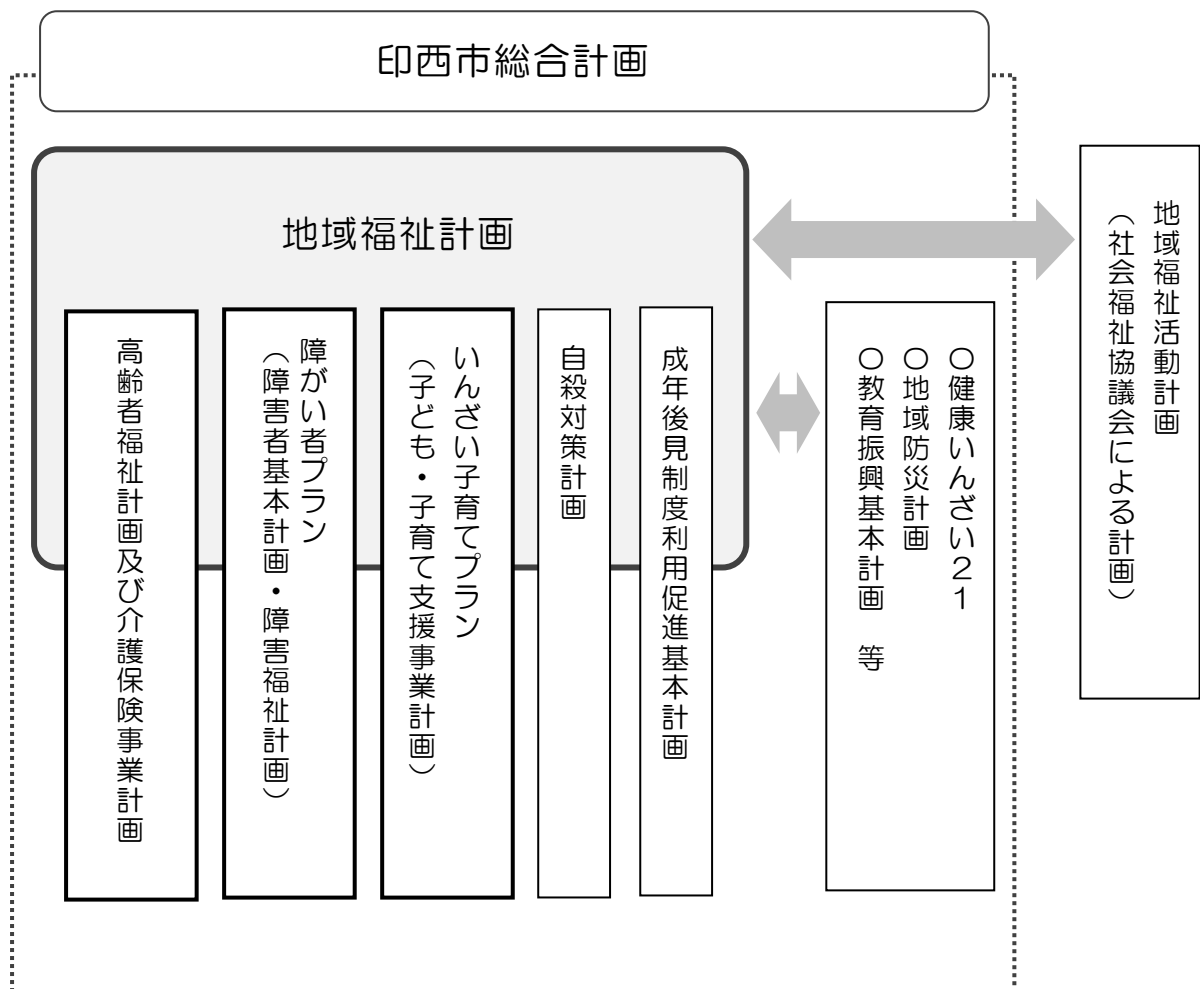 印西市総合計画
地域福祉計画
高齢者福祉計画及び介護保険事業計画
障がい者プラン
（障害者基本計画・障害福祉計画）
いんざい子育てプラン
（子ども・子育て支援事業計画）
自殺対策計画
成年後見制度利用促進基本計画
〇健康いんざい２１
〇地域防災計画
〇教育振興基本計画　等
地域福祉活動計画
（社会福祉協議会による計画）